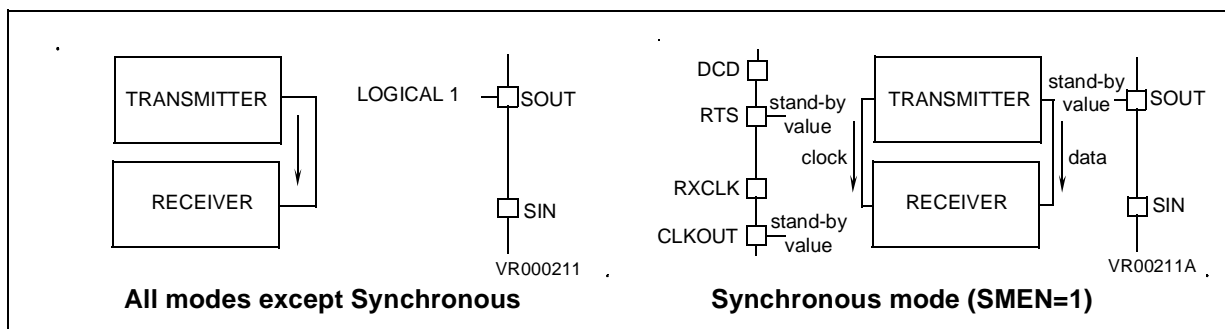 TRANSMITTER
RECEIVER
LOGICAL 1
SOUT
SIN
VR000211
All modes except Synchronous
DCD
RTS
stand-by
value
clock
RXCLK
CLKOUT
stand-by
value
TRANSMITTER
RECEIVER
stand-by
value
SOUT
data
SIN
VR00211A
Synchronous mode (SMEN=1)